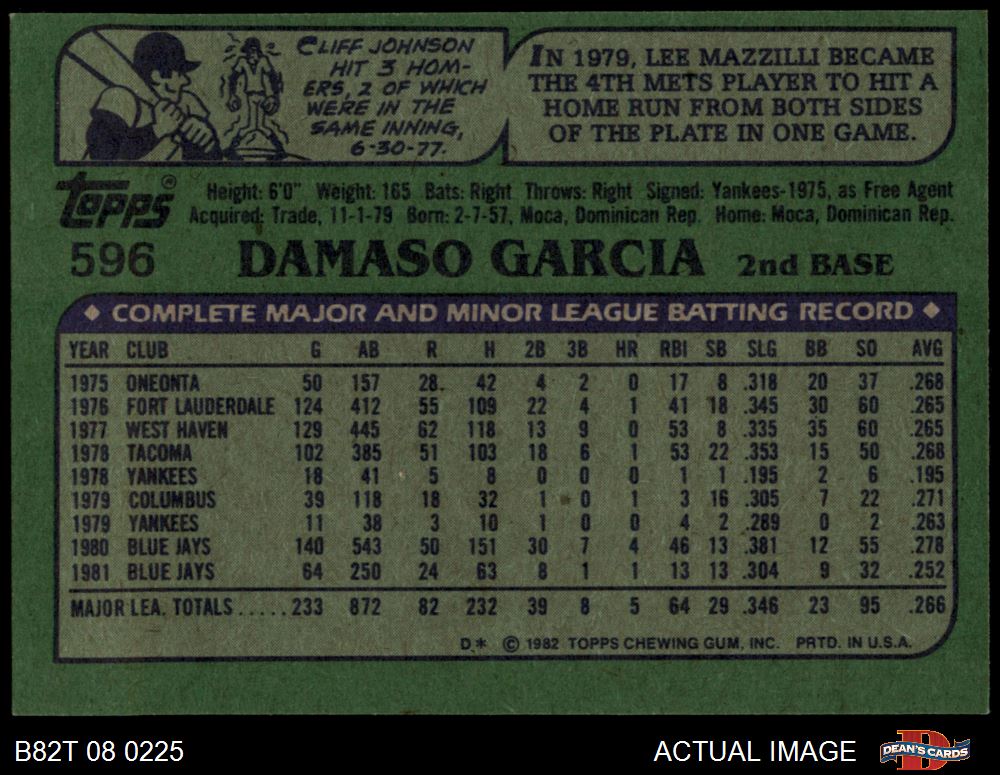 CLIFF JOHNSON
HIT 3 HOM-
ERS, 2 OF WHICH
WERE IN THE
SAME INNING,
6-30-77.
IN 1979, LEE MAZZILLI BECAME
THE 4TH METS PLAYER TO HIT A
HOME RUN FROM BOTH SIDES
OF THE PLATE IN ONE GAME.
Topps®
Height: 6'0" Weight: 165 Bats: Right Throws: Right Signed: Yankees-1975, as Free Agent
Acquired: Trade, 11-1-79 Born: 2-7-57, Moca, Dominican Rep. Home: Moca, Dominican Rep.
596 DAMASO GARCIA 2nd BASE
◆ COMPLETE MAJOR AND MINOR LEAGUE BATTING RECORD ◆
YEAR CLUB G AB R H 2B 3B HR RBI SB SLG BB SO AVG
1975 ONEONTA 50 157 28 42 4 2 0 17 8 .318 20 37 .268
1976 FORT LAUDERDALE 124 412 55 109 22 4 1 41 18 .345 30 60 .265
1977 WEST HAVEN 129 445 62 118 13 9 0 53 8 .335 35 60 .265
1978 TACOMA 102 385 51 103 18 6 1 53 22 .353 15 50 .268
1978 YANKEES 18 41 5 8 0 0 0 1 1 .195 2 6 .195
1979 COLUMBUS 39 118 18 32 1 0 1 3 16 .305 7 22 .271
1979 YANKEES 11 38 3 10 1 0 0 4 2 .289 0 2 .263
1980 BLUE JAYS 140 543 50 151 30 7 4 46 13 .381 12 55 .278
1981 BLUE JAYS 64 250 24 63 8 1 1 13 13 .304 9 32 .252
MAJOR LEA. TOTALS.....233 872 82 232 39 8 5 64 29 .346 23 95 .266
D* © 1982 TOPPS CHEWING GUM, INC. PRTD. IN U.S.A.
B82T 08 0225 ACTUAL IMAGE DEAN'S CARDS